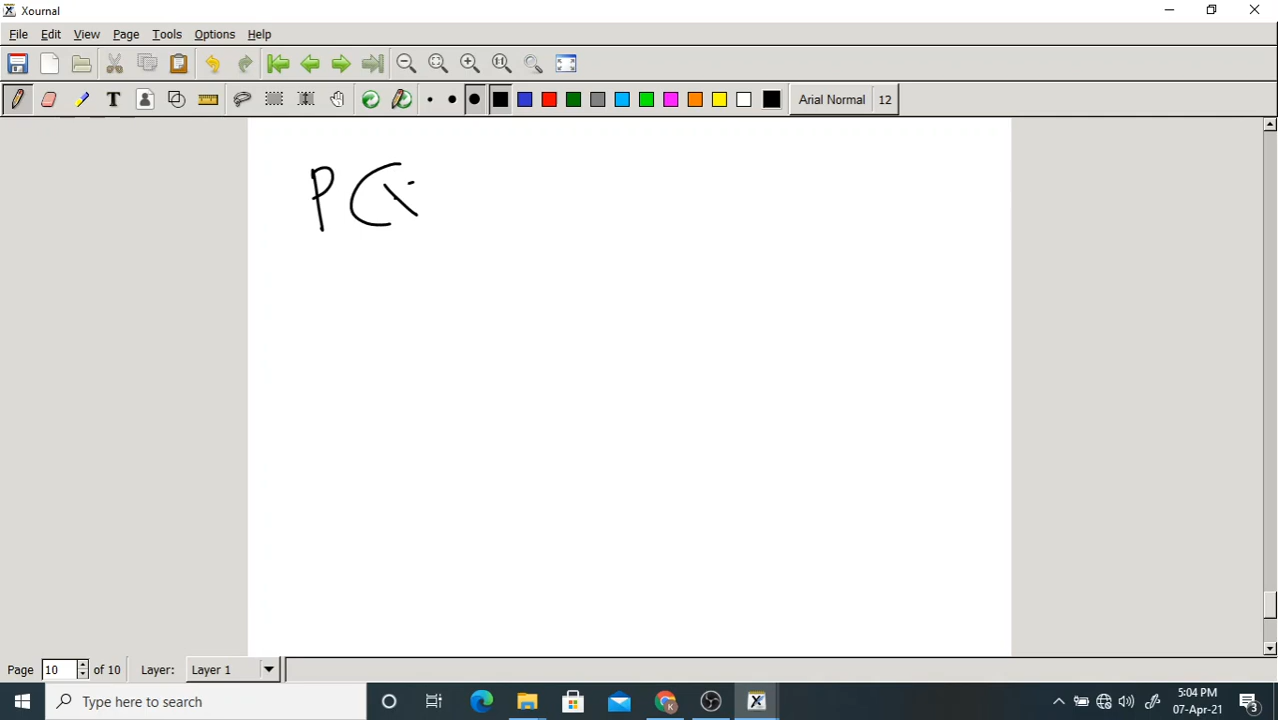 Xournal
File Edit View Page Tools Options Help
T Arial Normal 12
P(x
Page 10 of 10 Layer: Layer 1
Type here to search
5:04 PM
07-Apr-21
3